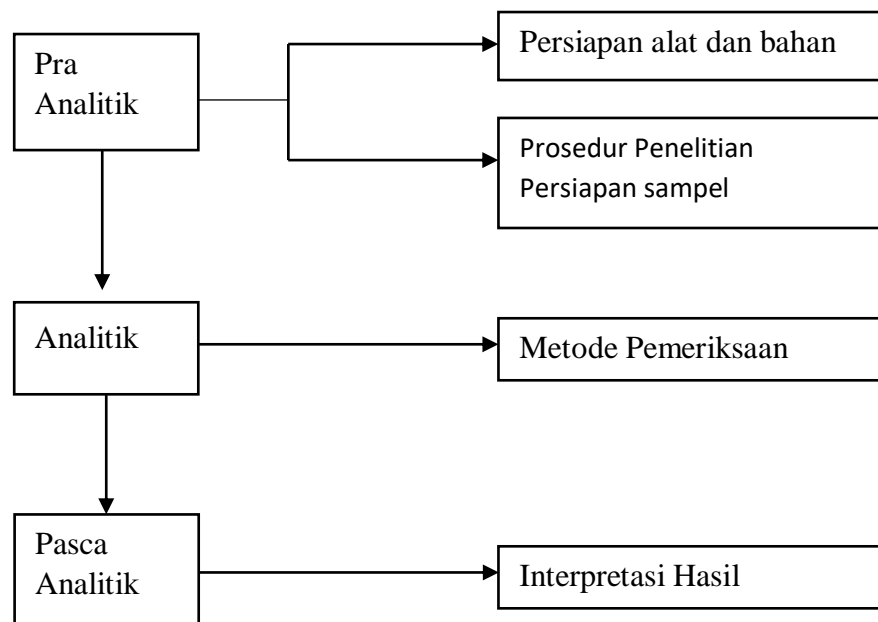 Pra
Analitik
Persiapan alat dan bahan
Prosedur Penelitian
Persiapan sampel
Analitik
Metode Pemeriksaan
Pasca
Analitik
Interpretasi Hasil